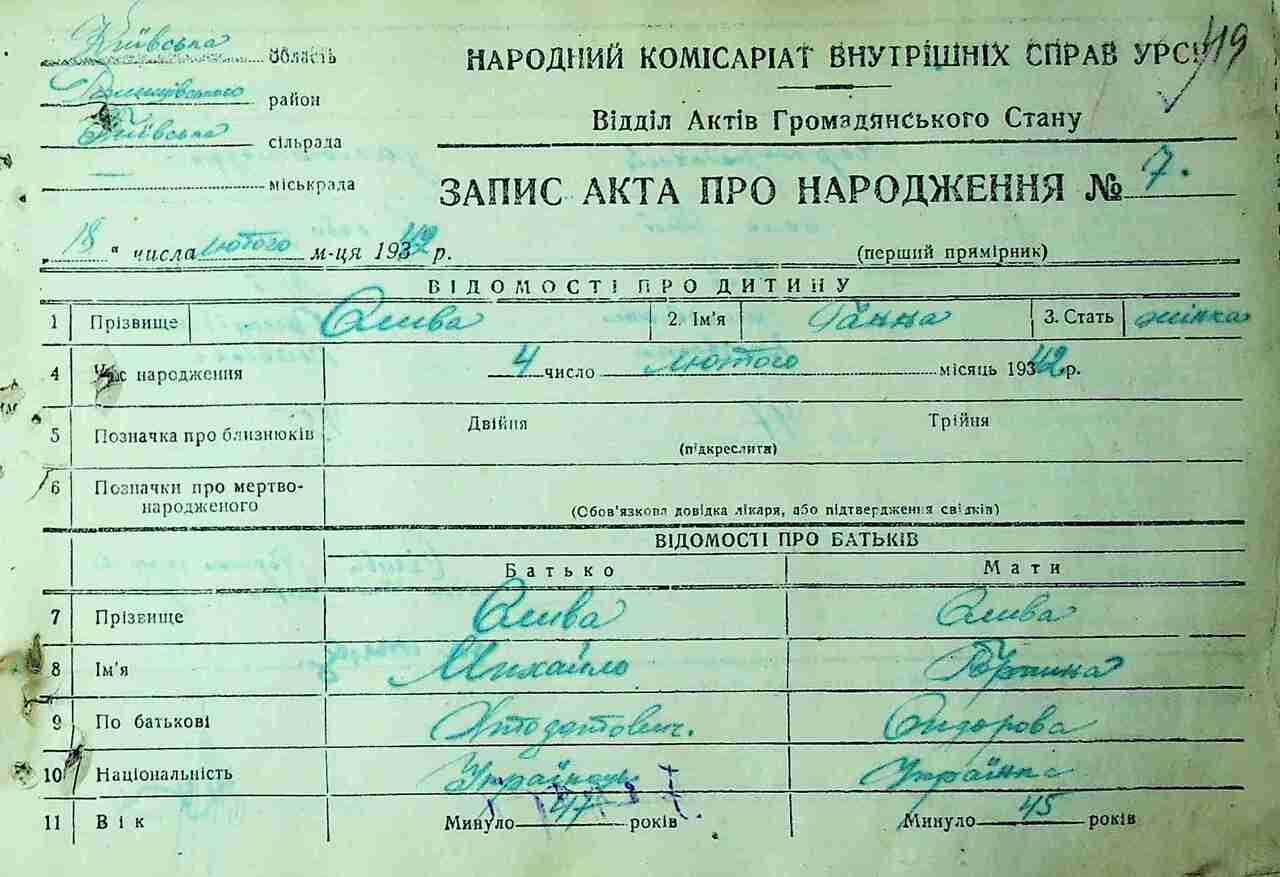 Київська область
район
сільрада
міськрада
НАРОДНИЙ КОМІСАРІАТ ВНУТРІШНІХ СПРАВ УРСР
419
Відділ Актів Громадянського Стану
ЗАПИС АКТА ПРО НАРОДЖЕННЯ № 7.
„18“ числа лютого м-ця 1942 р.
(перший примірник)
ВІДОМОСТІ ПРО ДИТИНУ
1 Прізвище Слива 2. Ім'я Ганна 3. Стать жінка
4 Час народження 4 число лютого місяць 1942 р.
5 Позначка про близнюків Двійня Трійня
(підкреслити)
6 Позначки про мертво-
народженого
(Обов'язкова довідка лікаря, або підтвердження свідків)
ВІДОМОСТІ ПРО БАТЬКІВ
Батько Мати
7 Прізвище Слива Слива
8 Ім'я Михайло
9 По батькові Сидорова
10 Національність Українець Українка
11 Вік Минуло 47 років Минуло 45 років